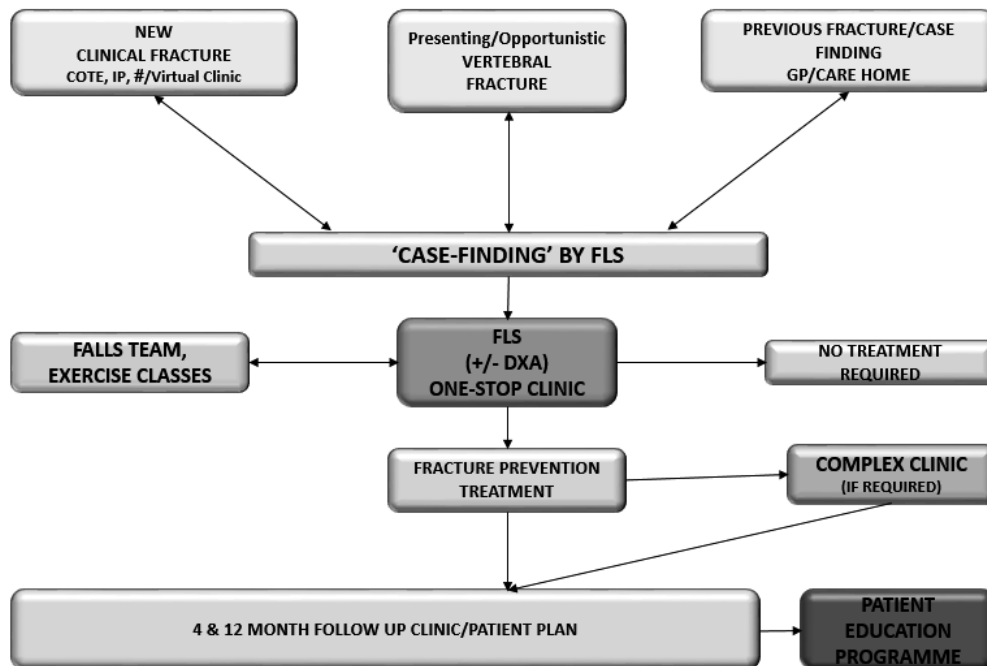 NEW
CLINICAL FRACTURE
COTE, IP, #/Virtual Clinic
Presenting/Opportunistic
VERTEBRAL
FRACTURE
PREVIOUS FRACTURE/CASE
FINDING
GP/CARE HOME
‘CASE-FINDING’ BY FLS
FALLS TEAM,
EXERCISE CLASSES
FLS
(+/- DXA)
ONE-STOP CLINIC
NO TREATMENT
REQUIRED
FRACTURE PREVENTION
TREATMENT
COMPLEX CLINIC
(IF REQUIRED)
4 & 12 MONTH FOLLOW UP CLINIC/PATIENT PLAN
PATIENT
EDUCATION
PROGRAMME